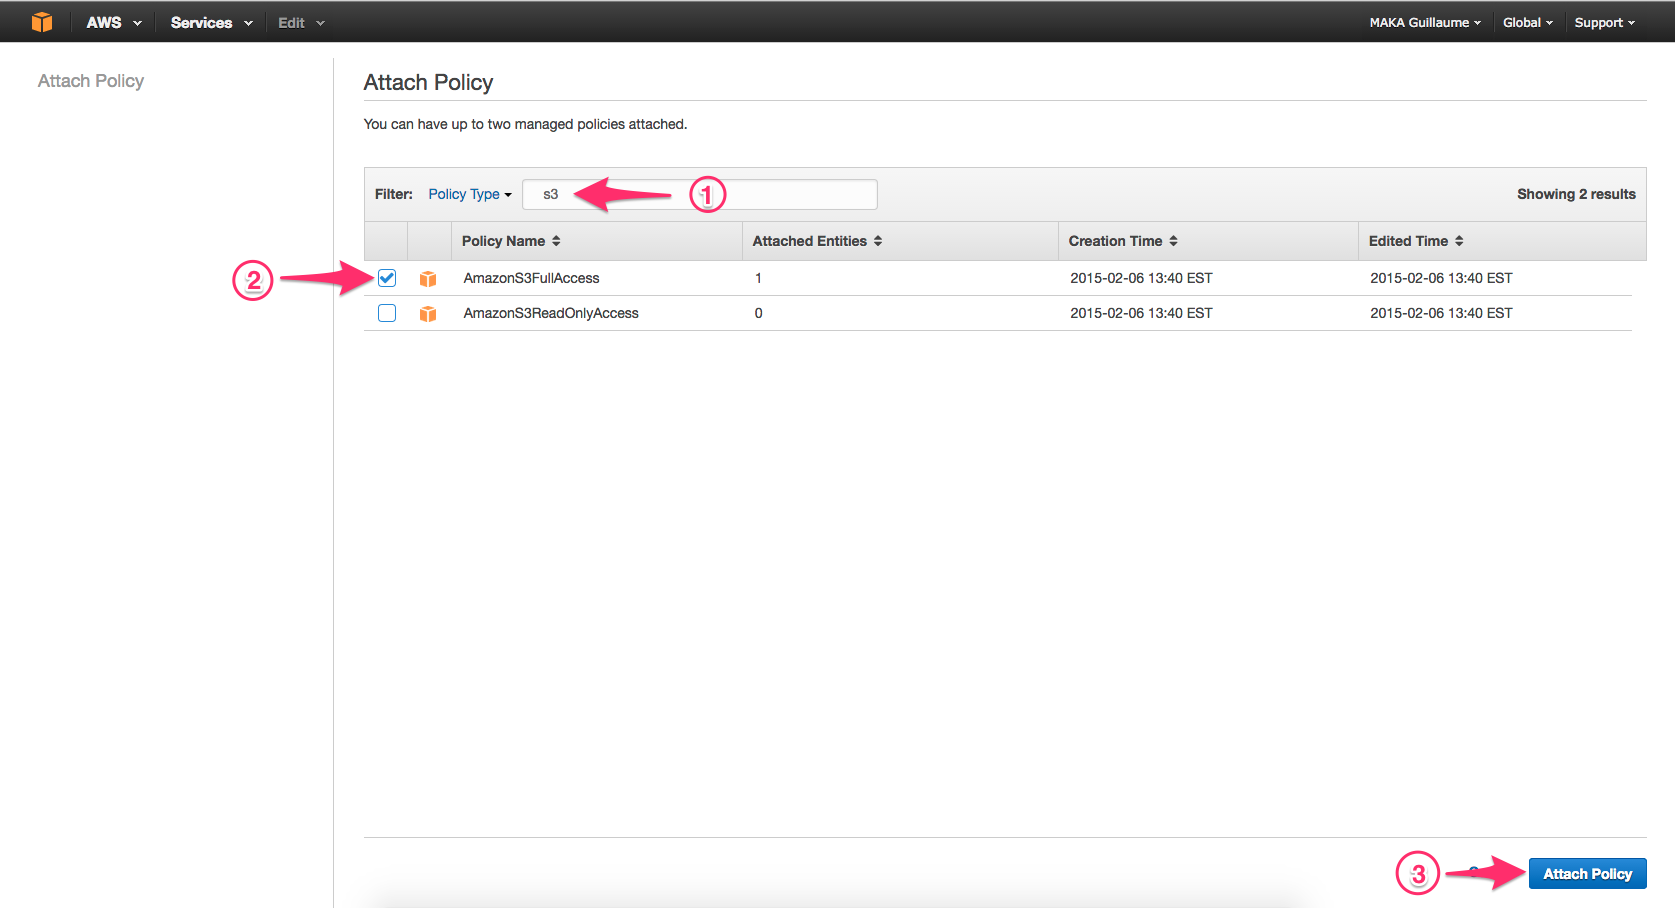 AWS Services Edit MAKA Guillaume Global Support
Attach Policy
Attach Policy
You can have up to two managed policies attached.
Filter: Policy Type s3 1 Showing 2 results
Policy Name Attached Entities Creation Time Edited Time
2 AmazonS3FullAccess 1 2015-02-06 13:40 EST 2015-02-06 13:40 EST
AmazonS3ReadOnlyAccess 0 2015-02-06 13:40 EST 2015-02-06 13:40 EST
3 Attach Policy